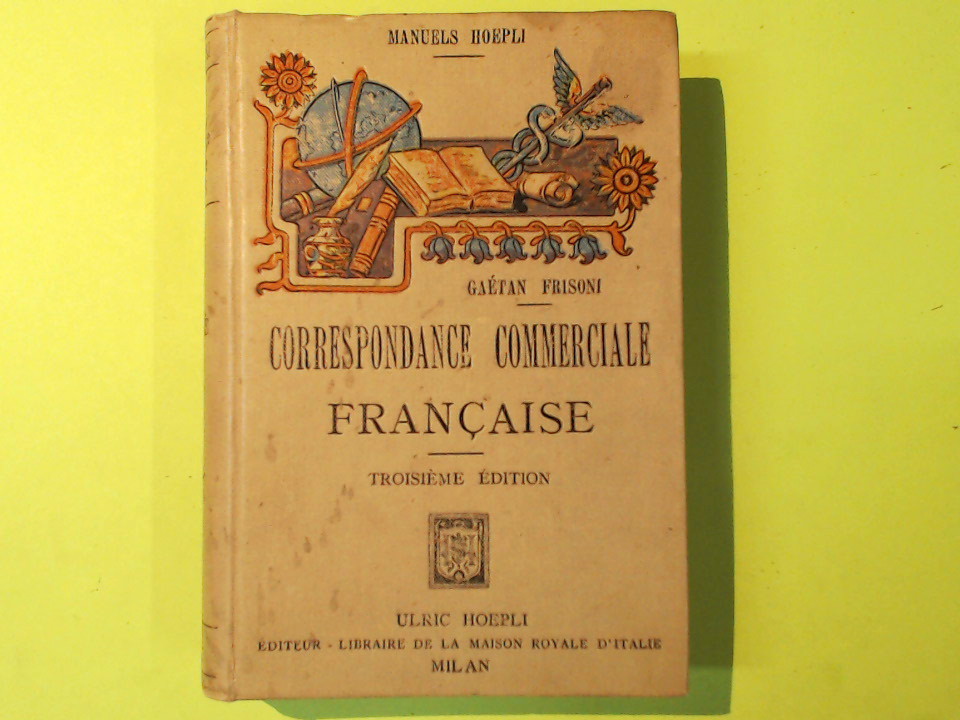 MANUELS HOEPLI
GAÉTAN FRISONI
CORRESPONDANCE COMMERCIALE
FRANÇAISE
TROISIÈME ÉDITION
ULRIC HOEPLI
ÉDITEUR - LIBRAIRE DE LA MAISON ROYALE D'ITALIE
MILAN